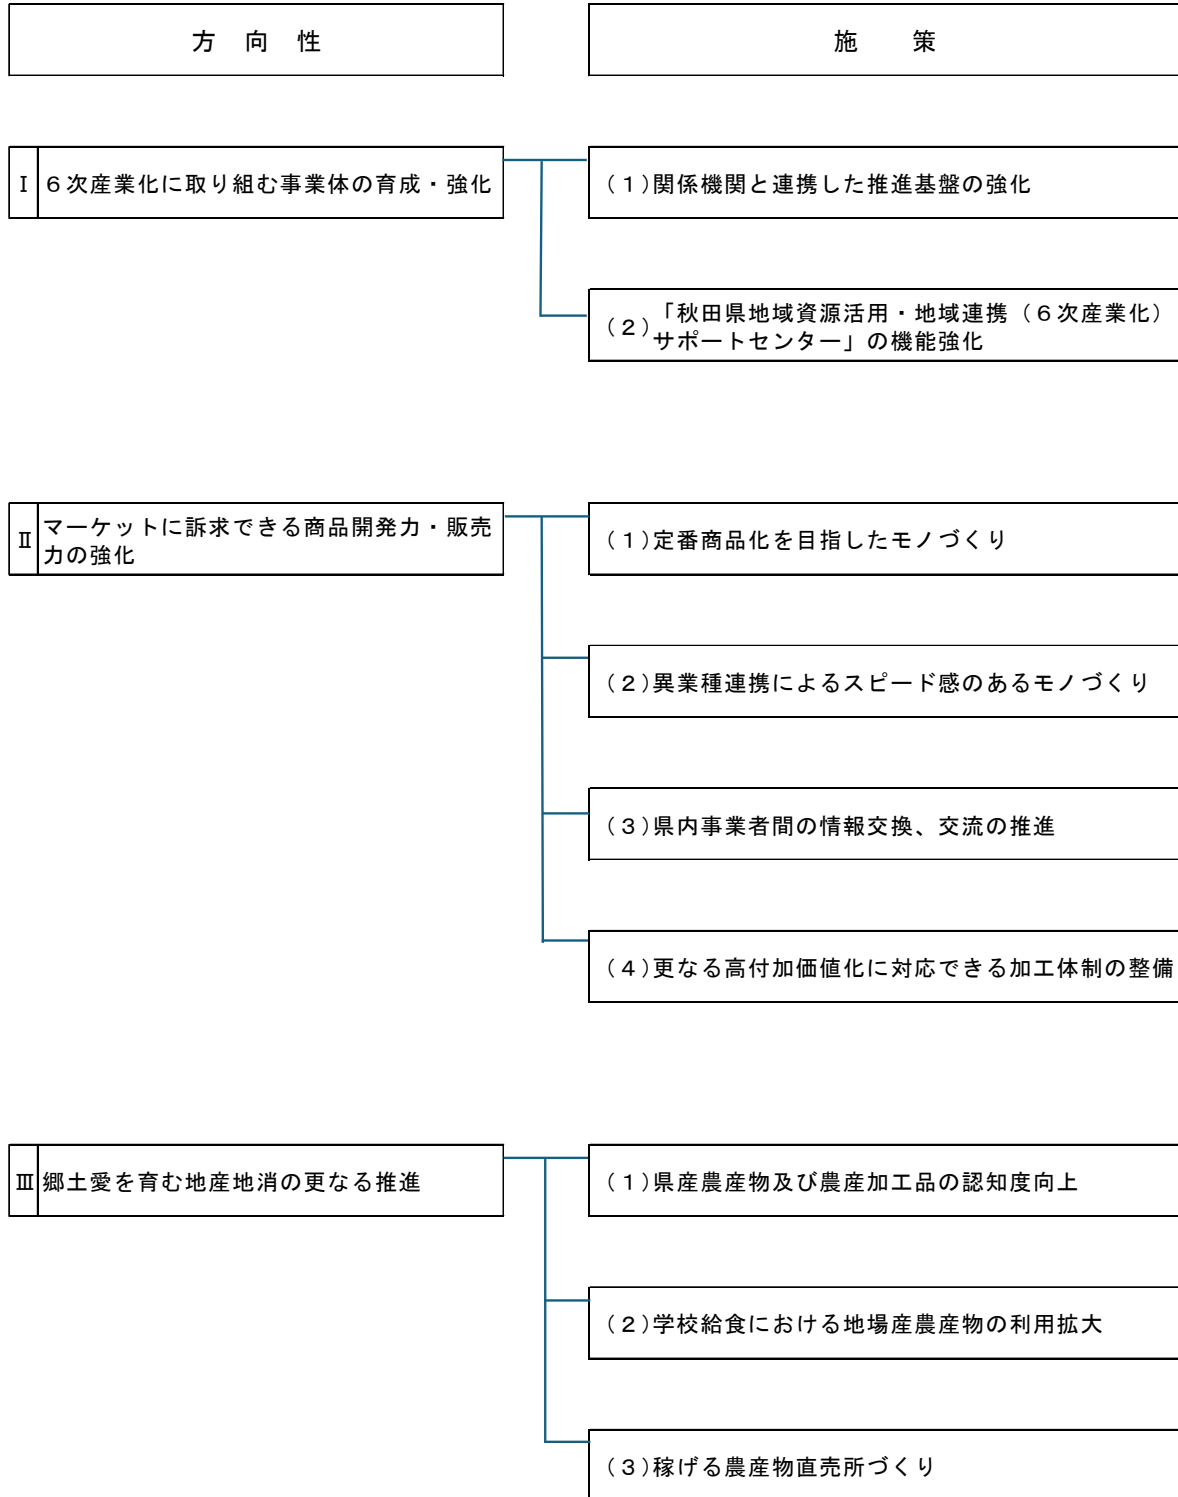 方　向　性
施　　策
Ⅰ ６次産業化に取り組む事業体の育成・強化
（１）関係機関と連携した推進基盤の強化
（２）「秋田県地域資源活用・地域連携（６次産業化）
サポートセンター」の機能強化
Ⅱ マーケットに訴求できる商品開発力・販売
力の強化
（１）定番商品化を目指したモノづくり
（２）異業種連携によるスピード感のあるモノづくり
（３）県内事業者間の情報交換、交流の推進
（４）更なる高付加価値化に対応できる加工体制の整備
Ⅲ 郷土愛を育む地産地消の更なる推進
（１）県産農産物及び農産加工品の認知度向上
（２）学校給食における地場産農産物の利用拡大
（３）稼げる農産物直売所づくり